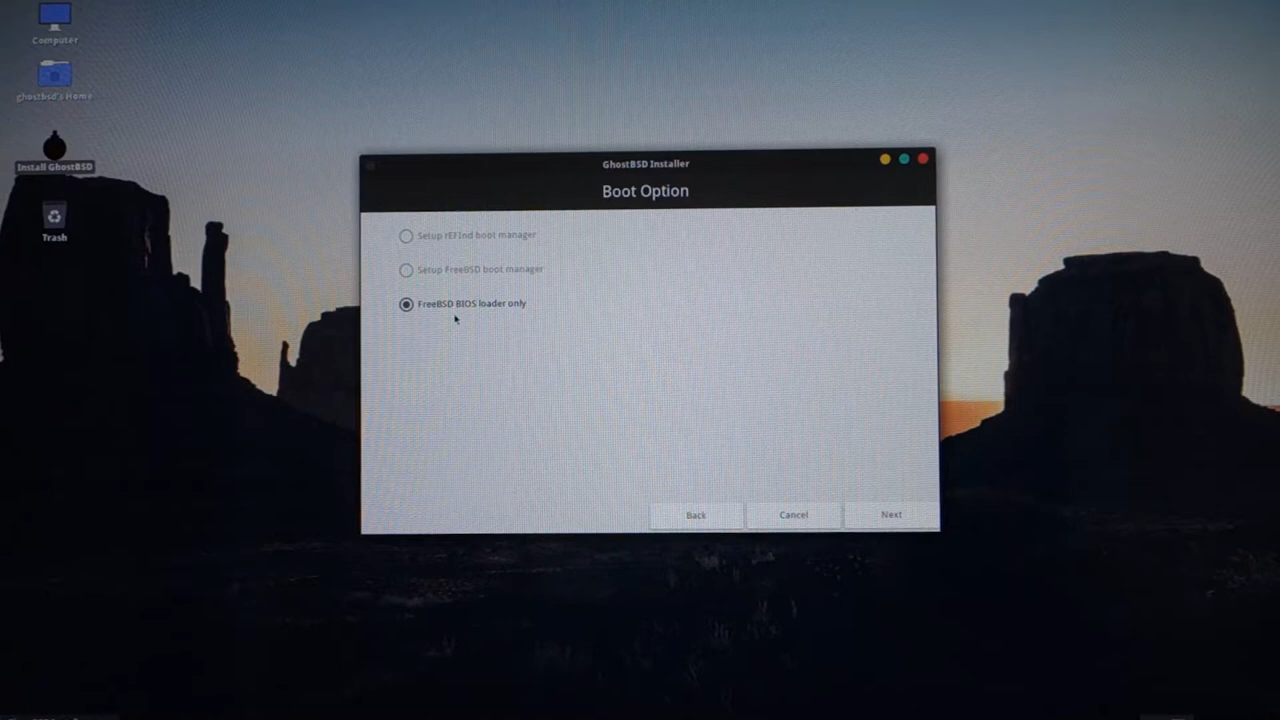 Computer
ghostbsd's Home
Install GhostBSD
Trash
GhostBSD Installer
Boot Option
Setup rEFInd boot manager
Setup FreeBSD boot manager
FreeBSD BIOS loader only
Back
Cancel
Next